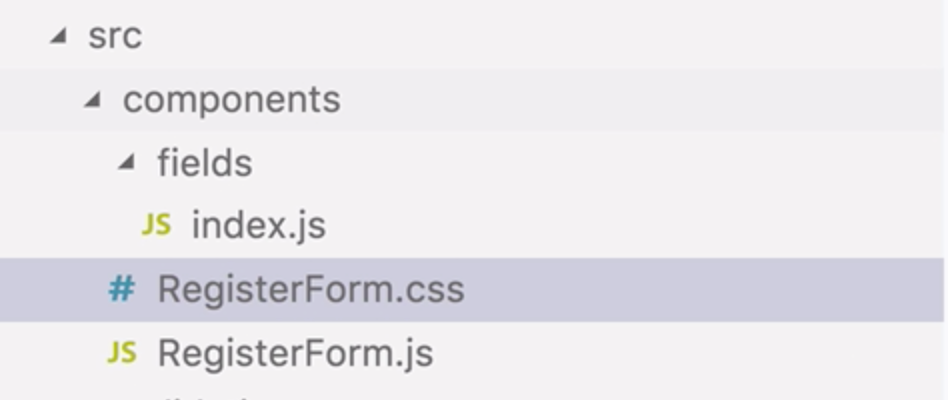 src
components
fields
JS index.js
# RegisterForm.css
JS RegisterForm.js